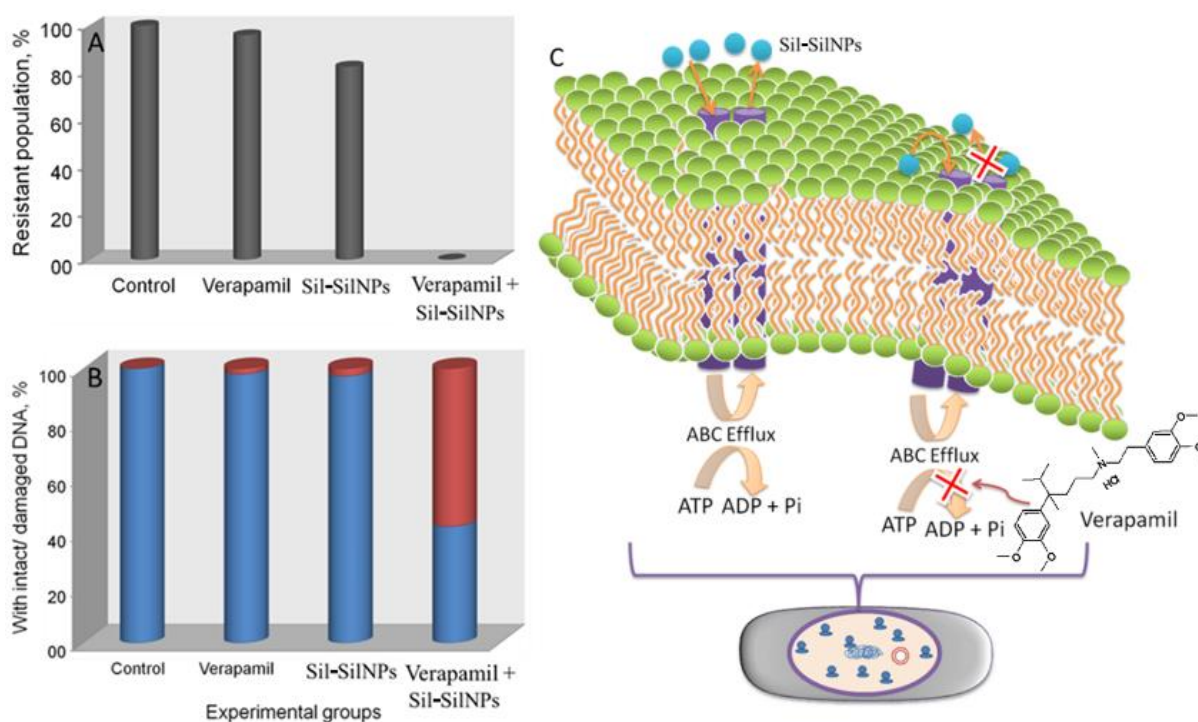 A
Resistant population, %
100
80
60
40
20
00
Control
Verapamil
Sil-SilNPs
Verapamil +
Sil-SilNPs
B
With intact/ damaged DNA, %
100
80
60
40
20
00
Control
Verapamil
Sil-SilNPs
Verapamil +
Sil-SilNPs
Experimental groups
C
Sil-SilNPs
ABC Efflux
ATP
ADP + Pi
ABC Efflux
ATP
ADP + Pi
N
O
O
HCl
O
O
Verapamil